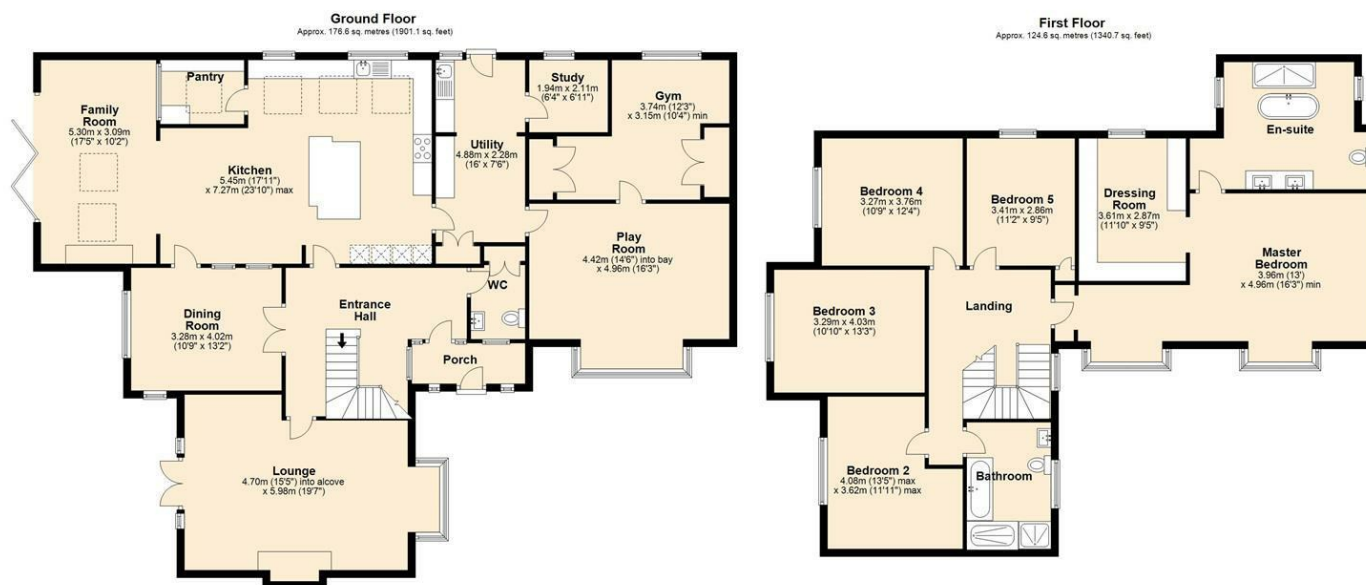 Ground Floor
Approx. 176.6 sq. metres (1901.1 sq. feet)
Family
Room
5.30m x 3.09m
(17'5" x 10'2")
Pantry
Kitchen
5.45m (17'11")
x 7.27m (23'10") max
Utility
4.88m x 2.28m
(16' x 7'6")
Study
1.94m x 2.11m
(6'4" x 6'11")
Gym
3.74m (12'3")
x 3.15m (10'4") min
Play
Room
4.42m (14'6") into bay
x 4.96m (16'3")
WC
Entrance
Hall
Dining
Room
3.28m x 4.02m
(10'9" x 13'2")
Porch
Lounge
4.70m (15'5") into alcove
x 5.98m (19'7")
First Floor
Approx. 124.6 sq. metres (1340.7 sq. feet)
En-suite
Bedroom 4
3.27m x 3.76m
(10'9" x 12'4")
Bedroom 5
3.41m x 2.86m
(11'2" x 9'5")
Dressing
Room
3.61m x 2.87m
(11'10" x 9'5")
Master
Bedroom
3.96m (13')
x 4.96m (16'3") min
Bedroom 3
3.29m x 4.03m
(10'10" x 13'3")
Landing
Bedroom 2
4.08m (13'5") max
x 3.62m (11'11") max
Bathroom